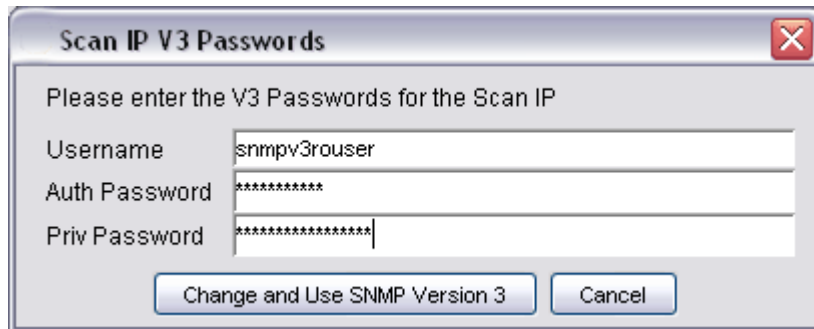 Scan IP V3 Passwords
Please enter the V3 Passwords for the Scan IP
Username snmpv3rouser
Auth Password ***********
Priv Password *****************
Change and Use SNMP Version 3 Cancel